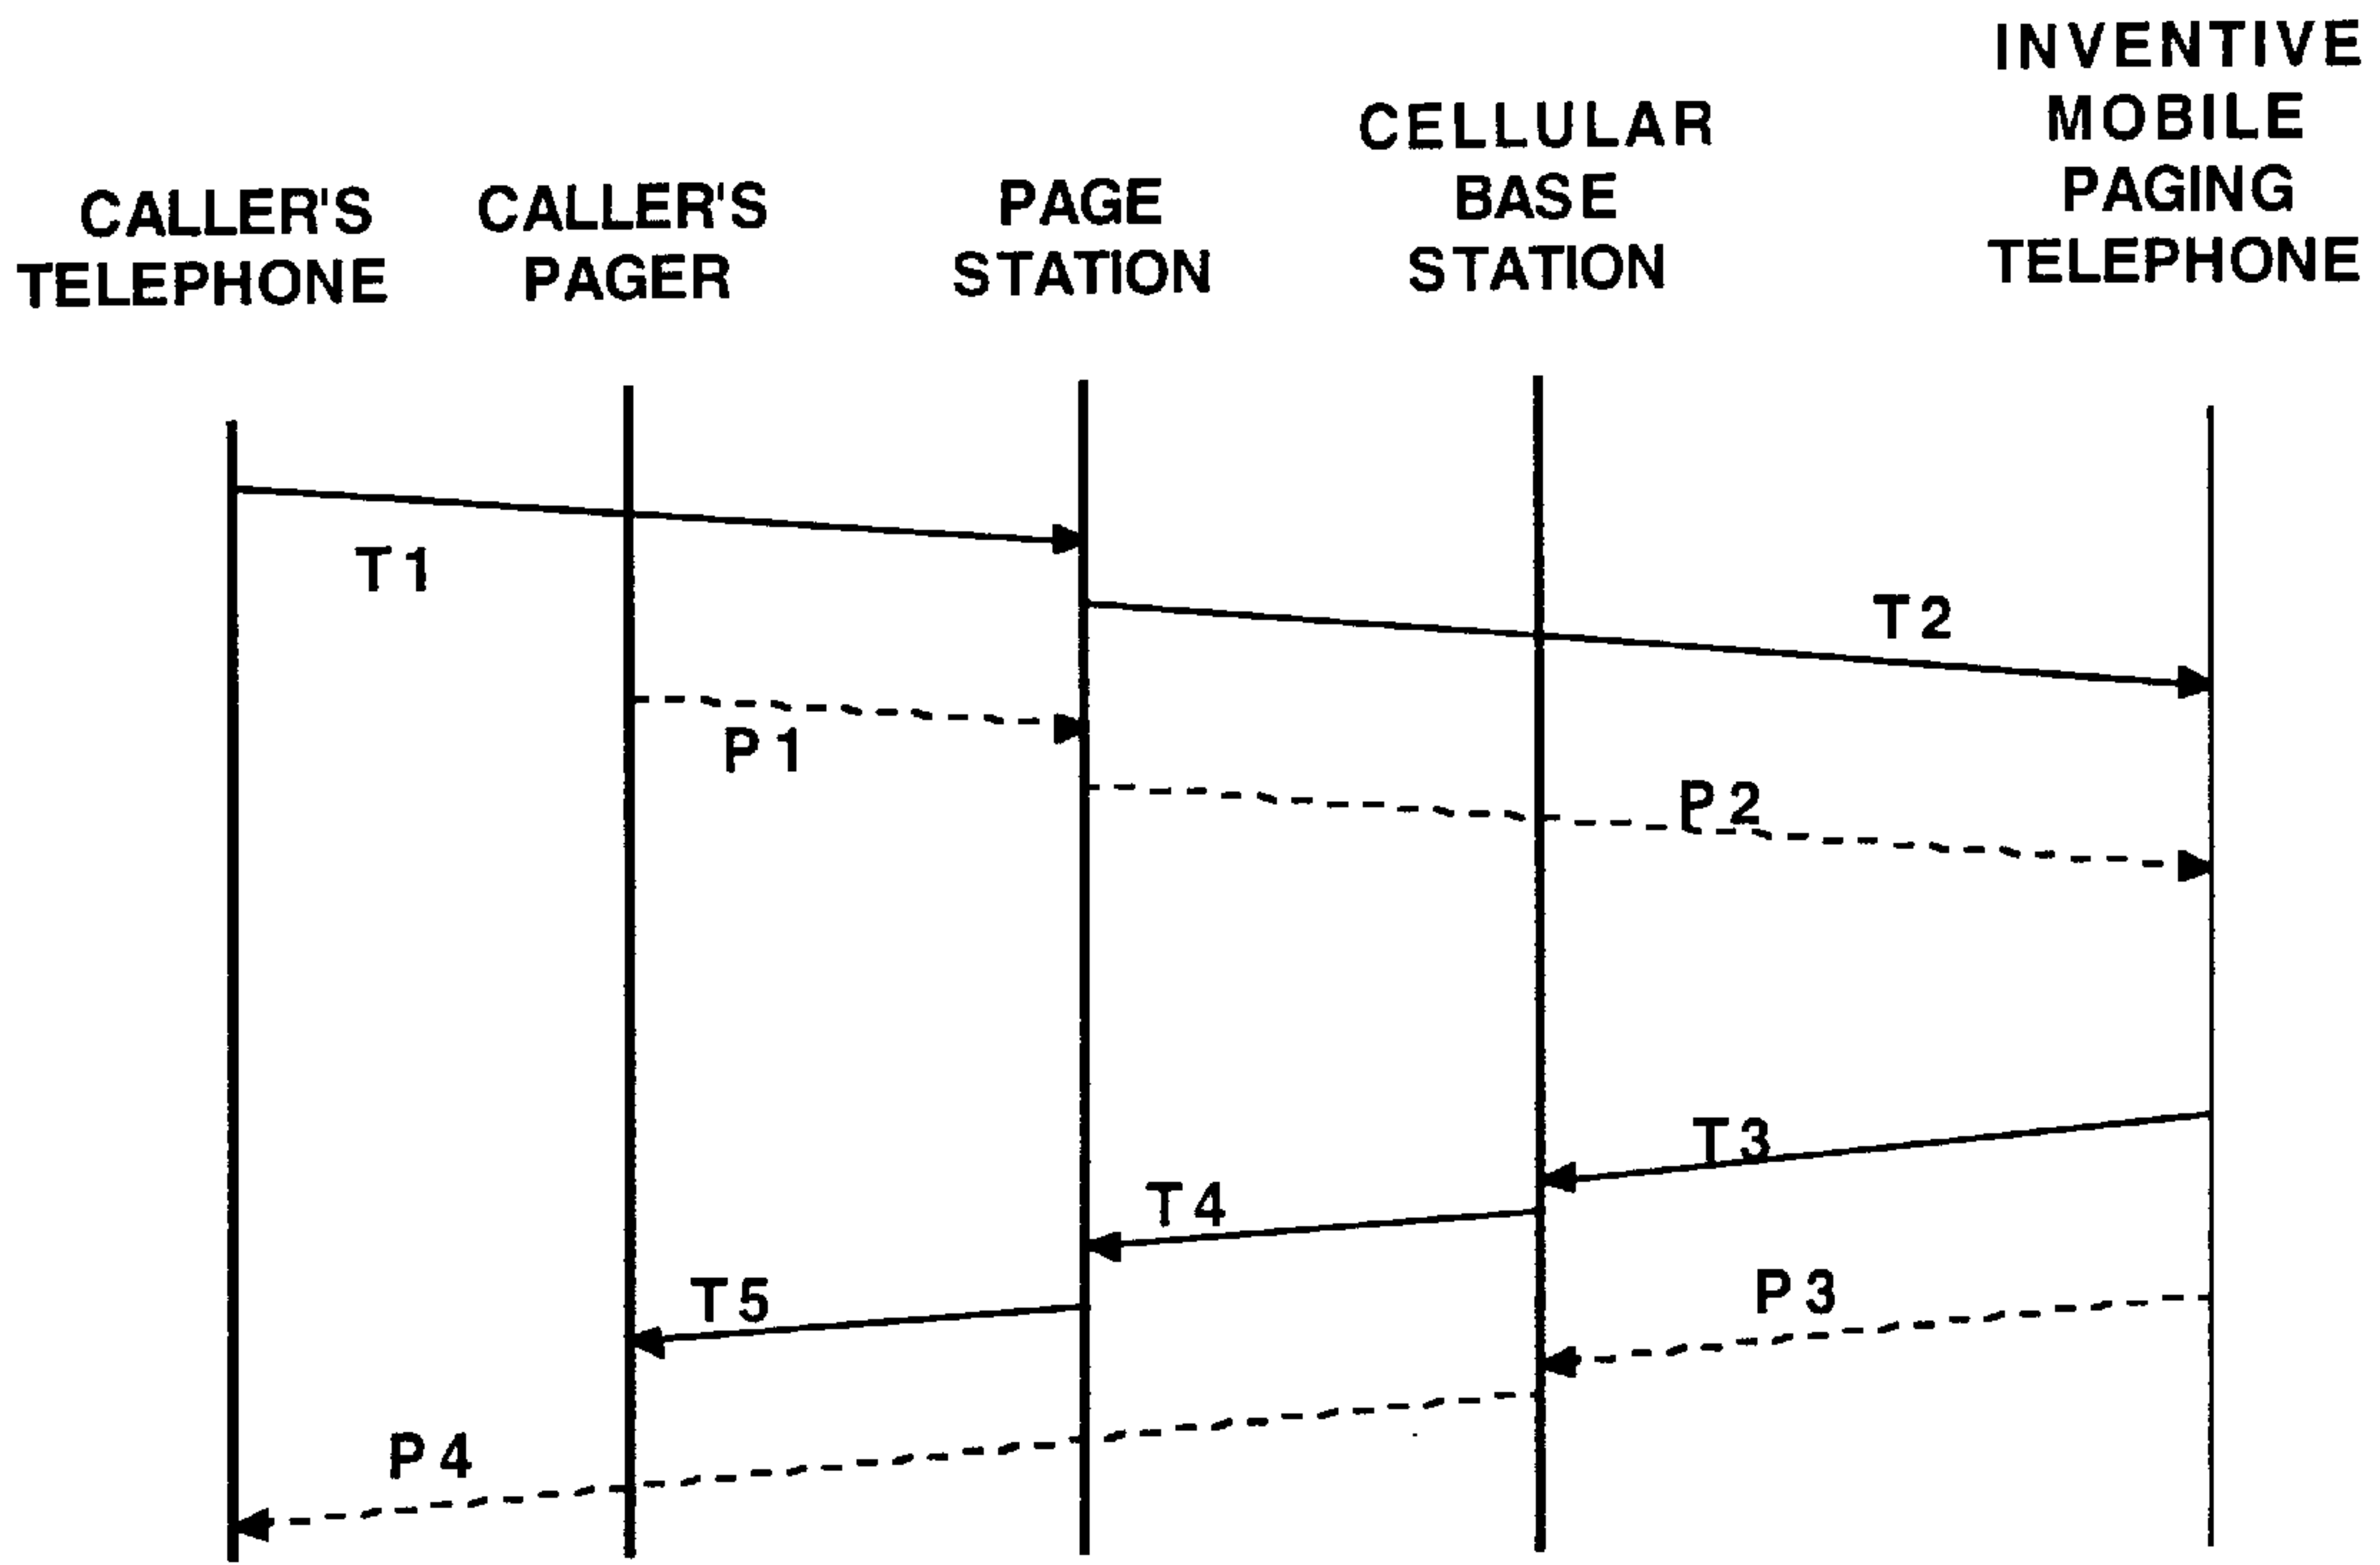 CALLER'S
TELEPHONE
CALLER'S
PAGER
PAGE
STATION
CELLULAR
BASE
STATION
INVENTIVE
MOBILE
PAGING
TELEPHONE
T1
T2
P1
P2
T3
T4
T5
P3
P4